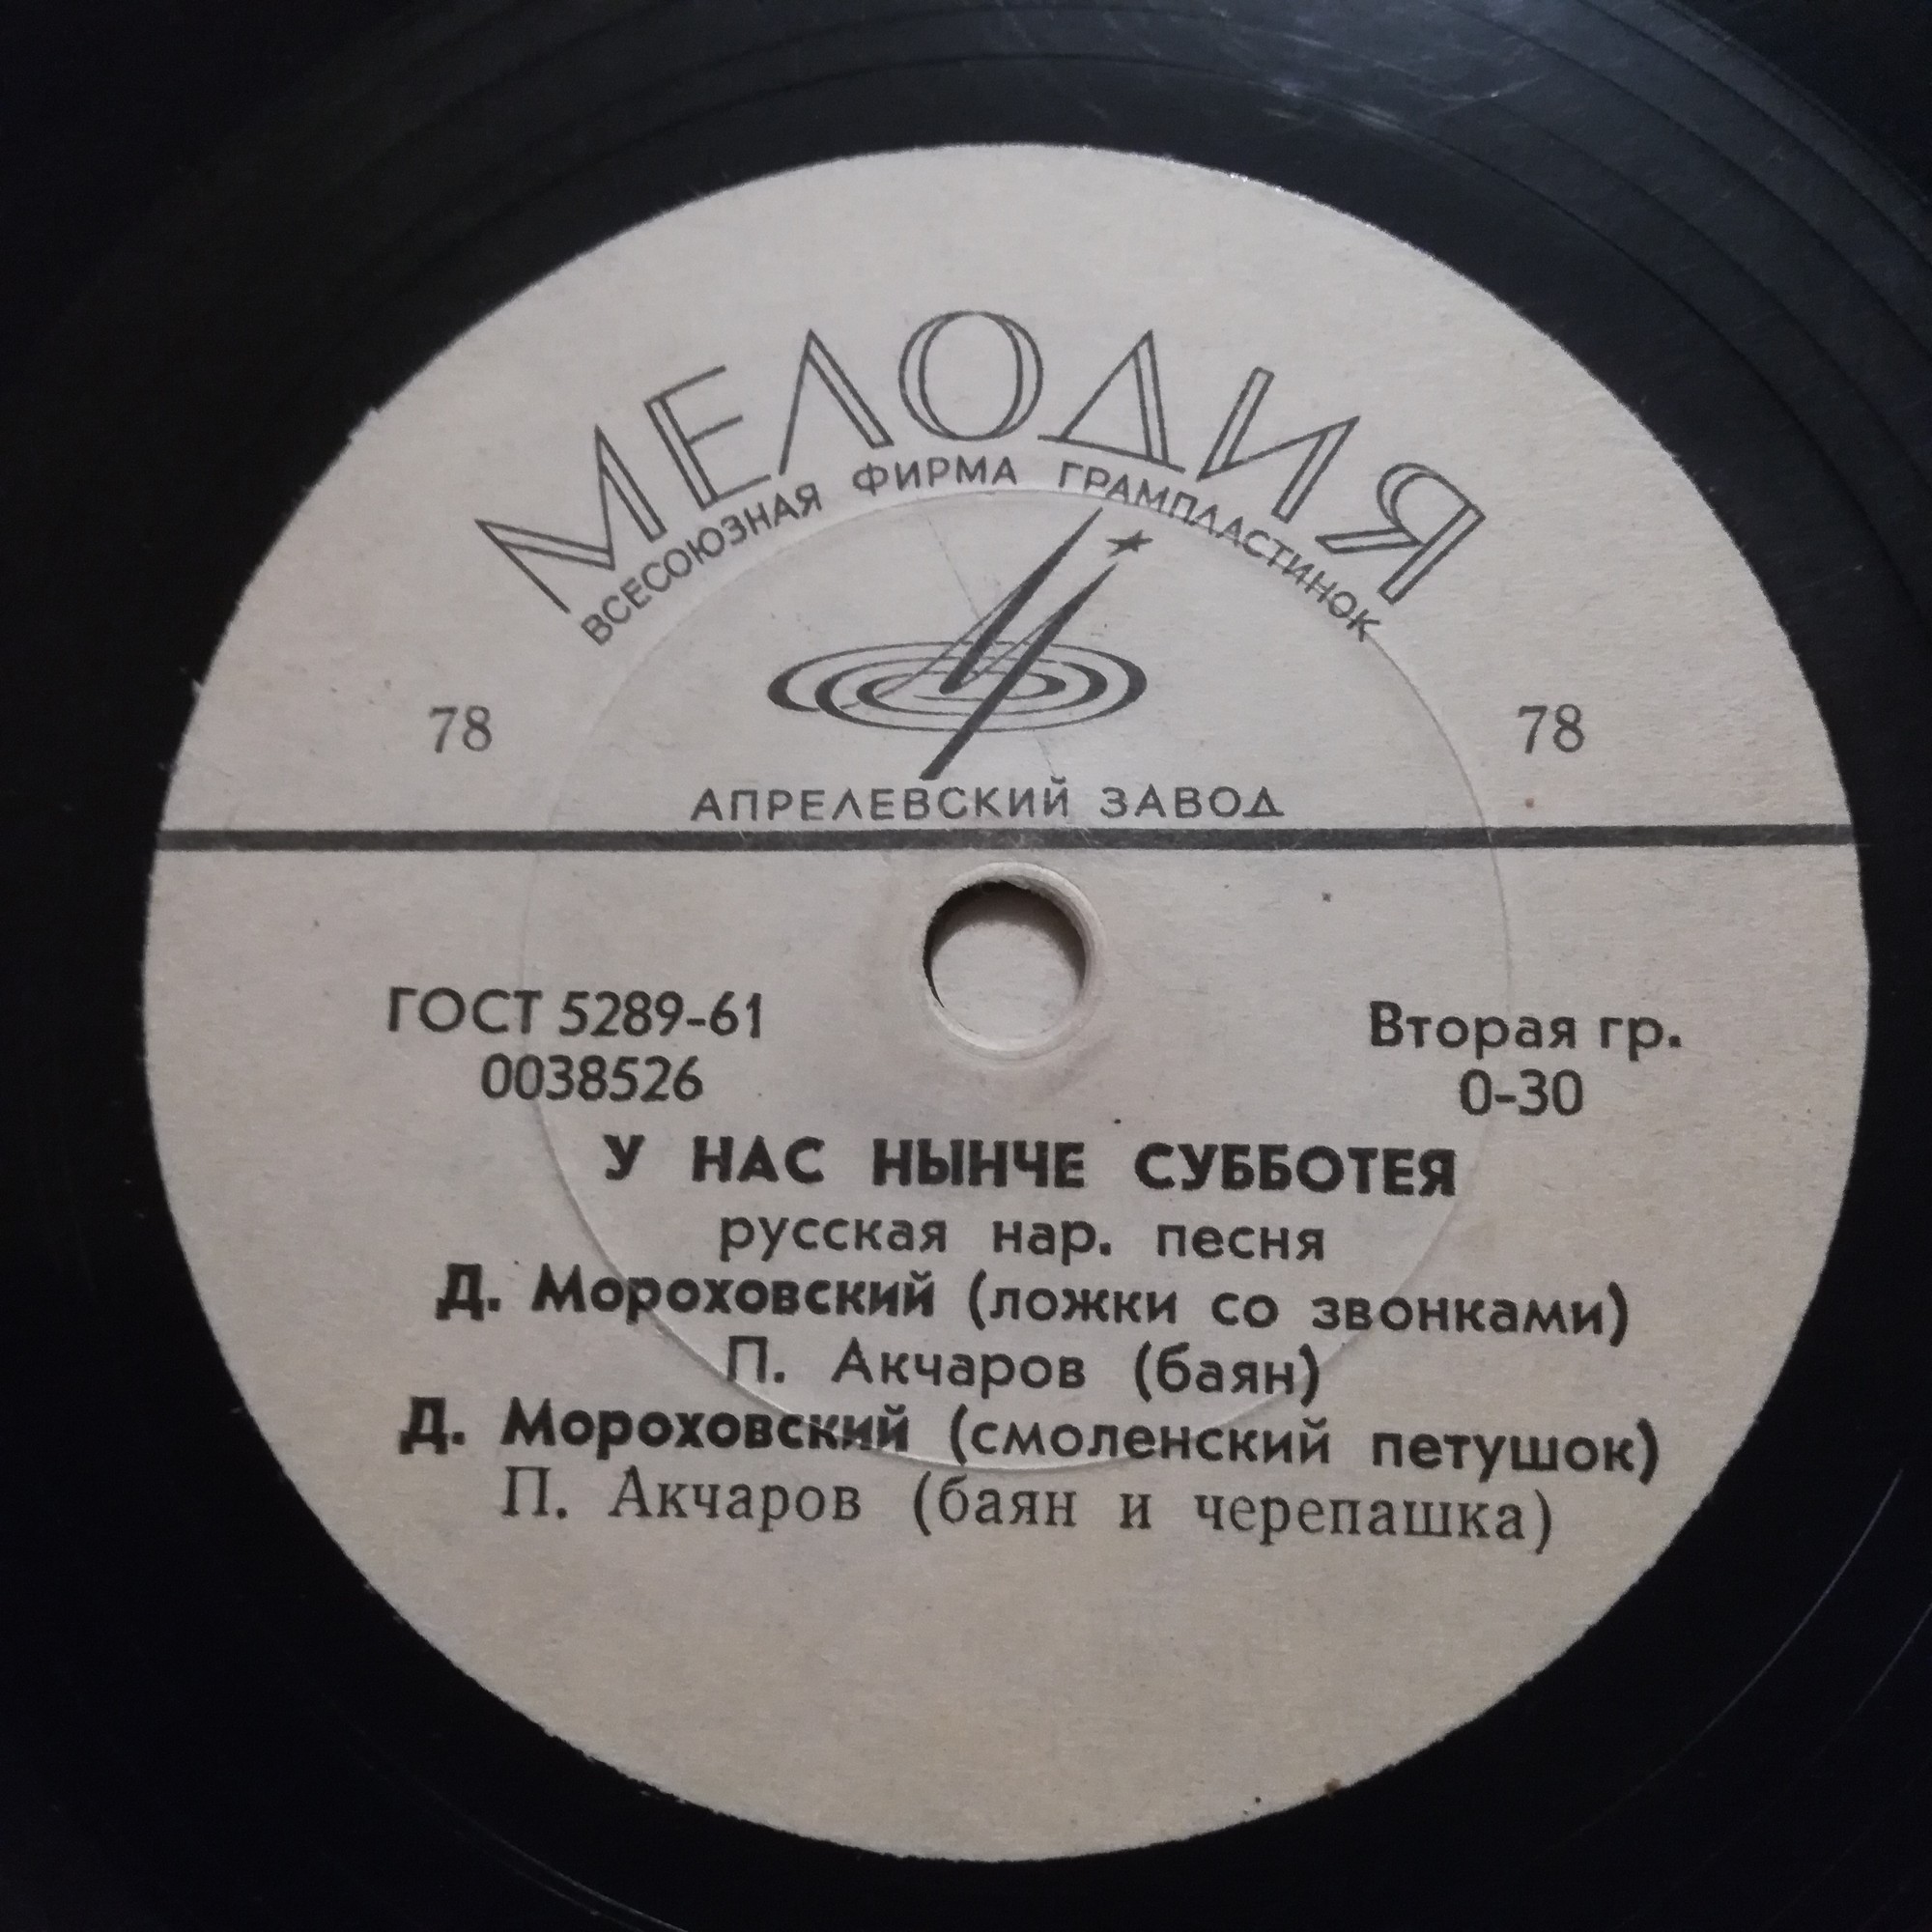 МЕЛОДИЯ
ВСЕСОЮЗНАЯ ФИРМА ГРАМПЛАСТИНОК
78
78
АПРЕЛЕВСКИЙ ЗАВОД
ГОСТ 5289-61
0038526
Вторая гр.
0-30
У НАС НЫНЧЕ СУББОТЕЯ
русская нар. песня
Д. Мороховский (ложки со звонками)
П. Акчаров (баян)
Д. Мороховский (смоленский петушок)
П. Акчаров (баян и черепашка)